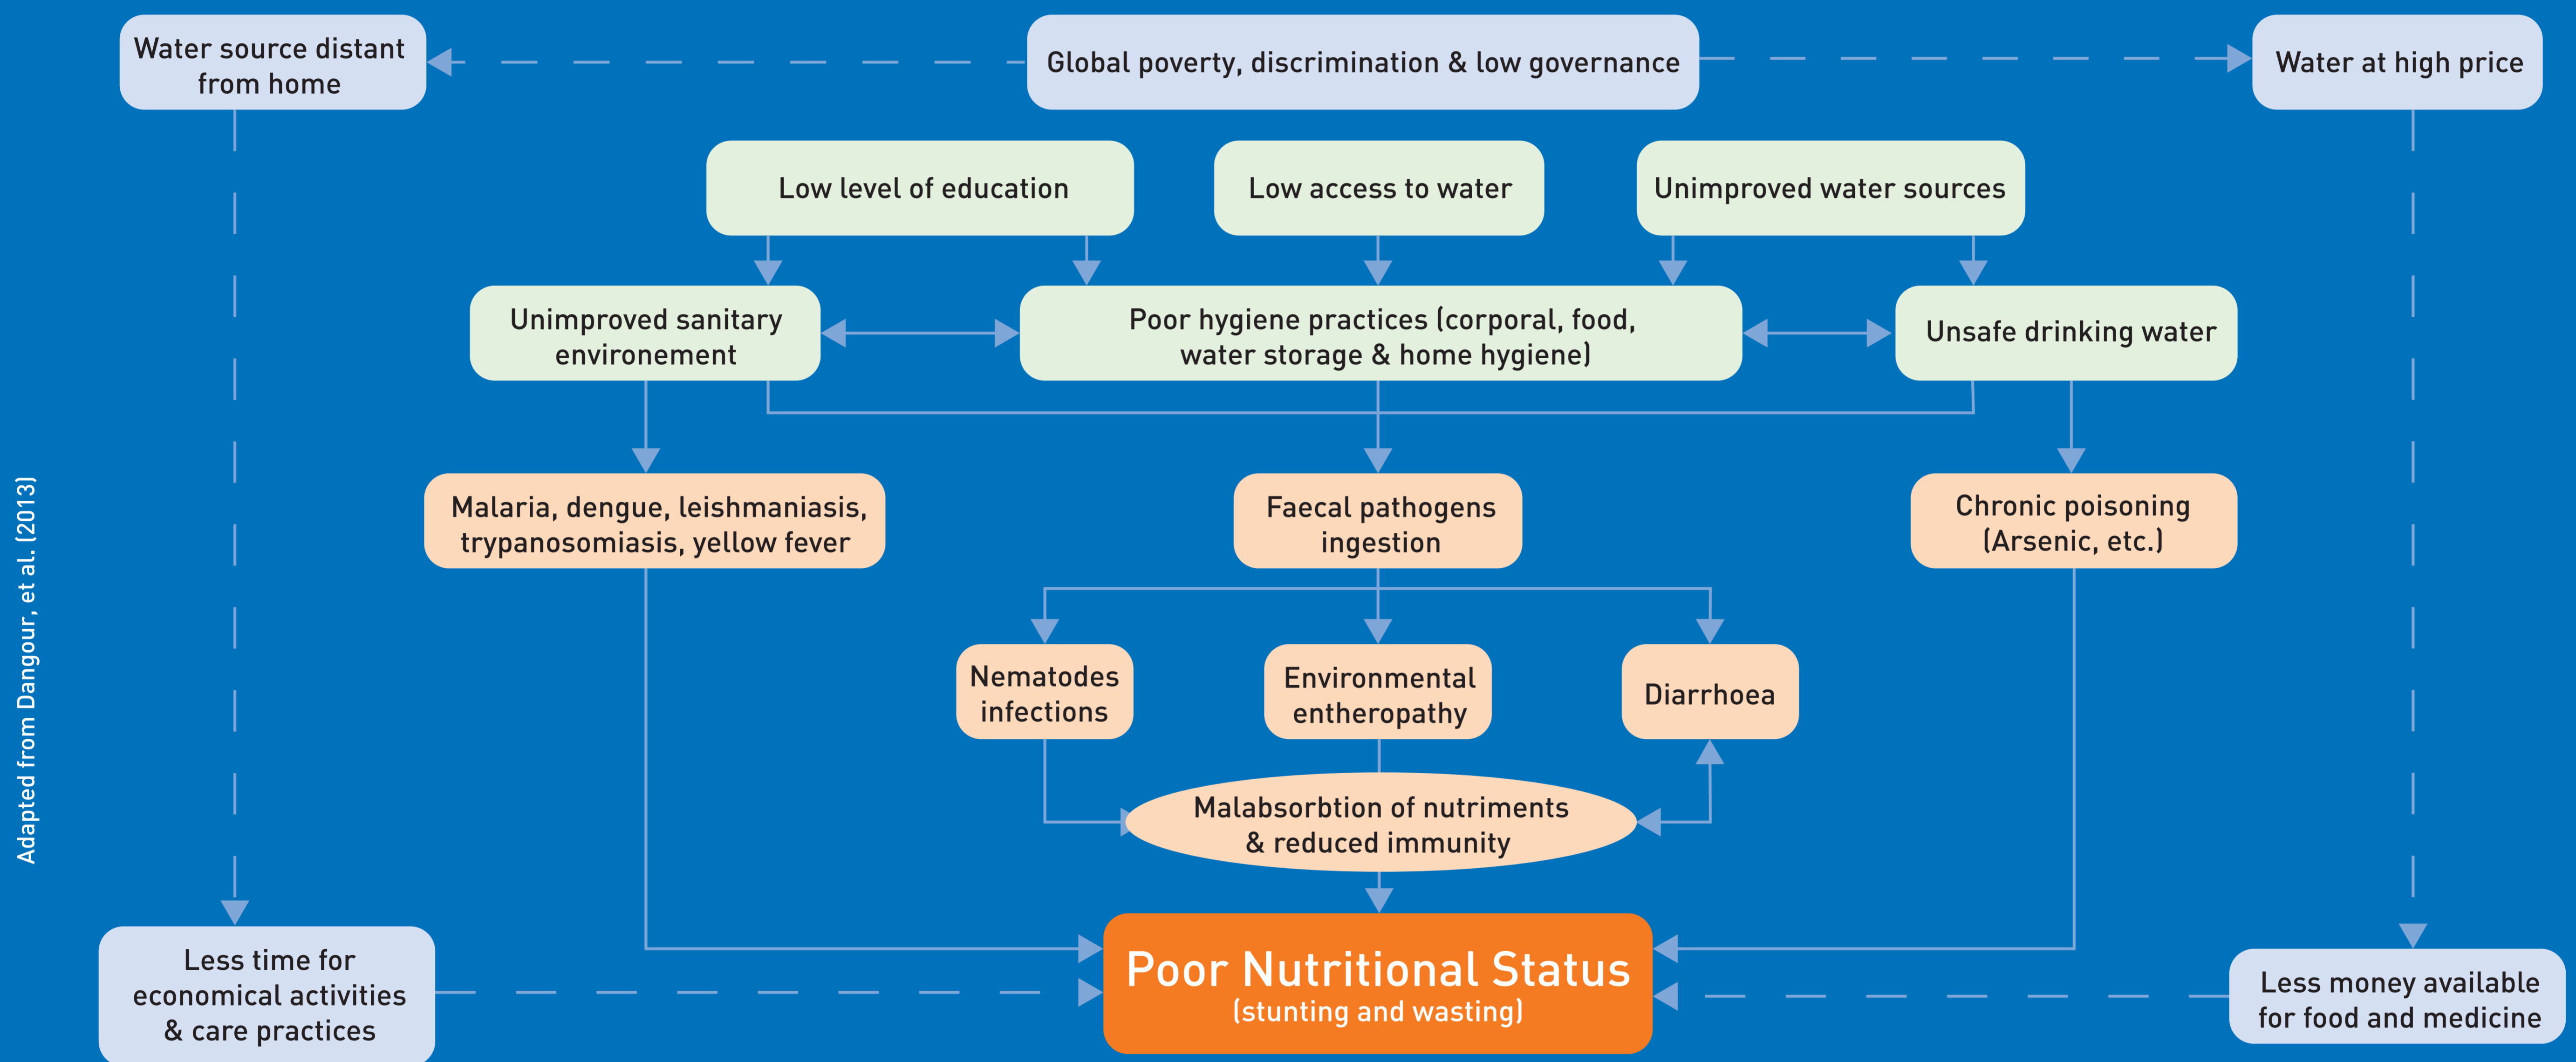 Water source distant
from home
Global poverty, discrimination & low governance
Water at high price
Low level of education
Low access to water
Unimproved water sources
Unimproved sanitary
environement
Poor hygiene practices (corporal, food,
water storage & home hygiene)
Unsafe drinking water
Malaria, dengue, leishmaniasis,
trypanosomiasis, yellow fever
Faecal pathogens
ingestion
Chronic poisoning
(Arsenic, etc.)
Nematodes
infections
Environmental
entheropathy
Diarrhoea
Malabsorbtion of nutriments
& reduced immunity
Less time for
economical activities
& care practices
Poor Nutritional Status
(stunting and wasting)
Less money available
for food and medicine
Adapted from Dangour, et al. (2013)